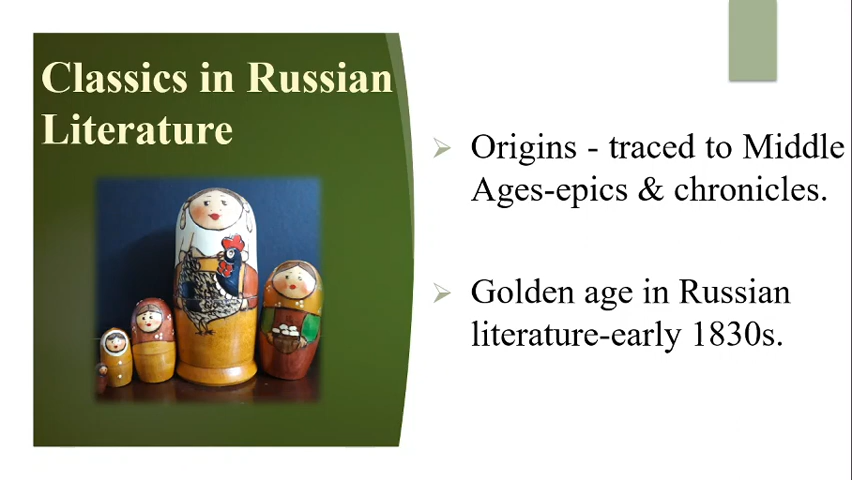 Classics in Russian
Literature
Origins - traced to Middle
Ages-epics & chronicles.
Golden age in Russian
literature-early 1830s.